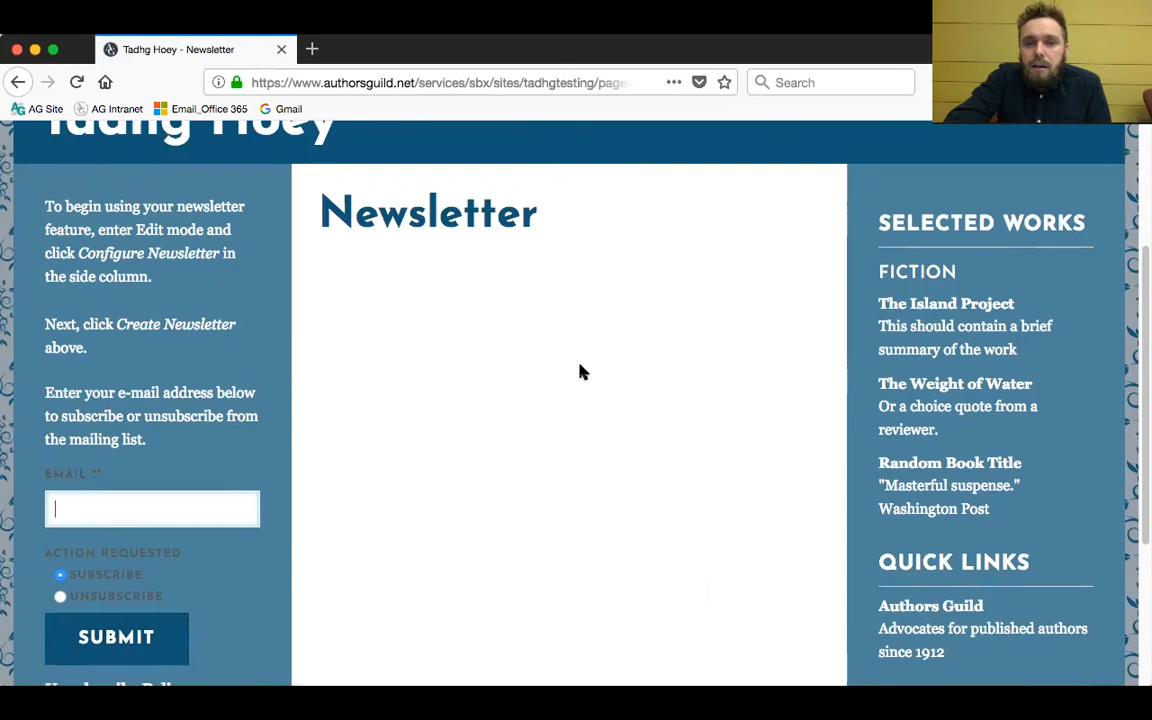 Tadhg Hoey - Newsletter
https://www.authorsguild.net/services/sbx/sites/tadhgtesting/page
Search
AG Site
AG Intranet
Email_Office 365
Gmail
Tadhg Hoey
To begin using your newsletter
feature, enter Edit mode and
click Configure Newsletter in
the side column.
Next, click Create Newsletter
above.
Enter your e-mail address below
to subscribe or unsubscribe from
the mailing list.
EMAIL **
ACTION REQUESTED
SUBSCRIBE
UNSUBSCRIBE
SUBMIT
Newsletter
SELECTED WORKS
FICTION
The Island Project
This should contain a brief
summary of the work
The Weight of Water
Or a choice quote from a
reviewer.
Random Book Title
"Masterful suspense."
Washington Post
QUICK LINKS
Authors Guild
Advocates for published authors
since 1912